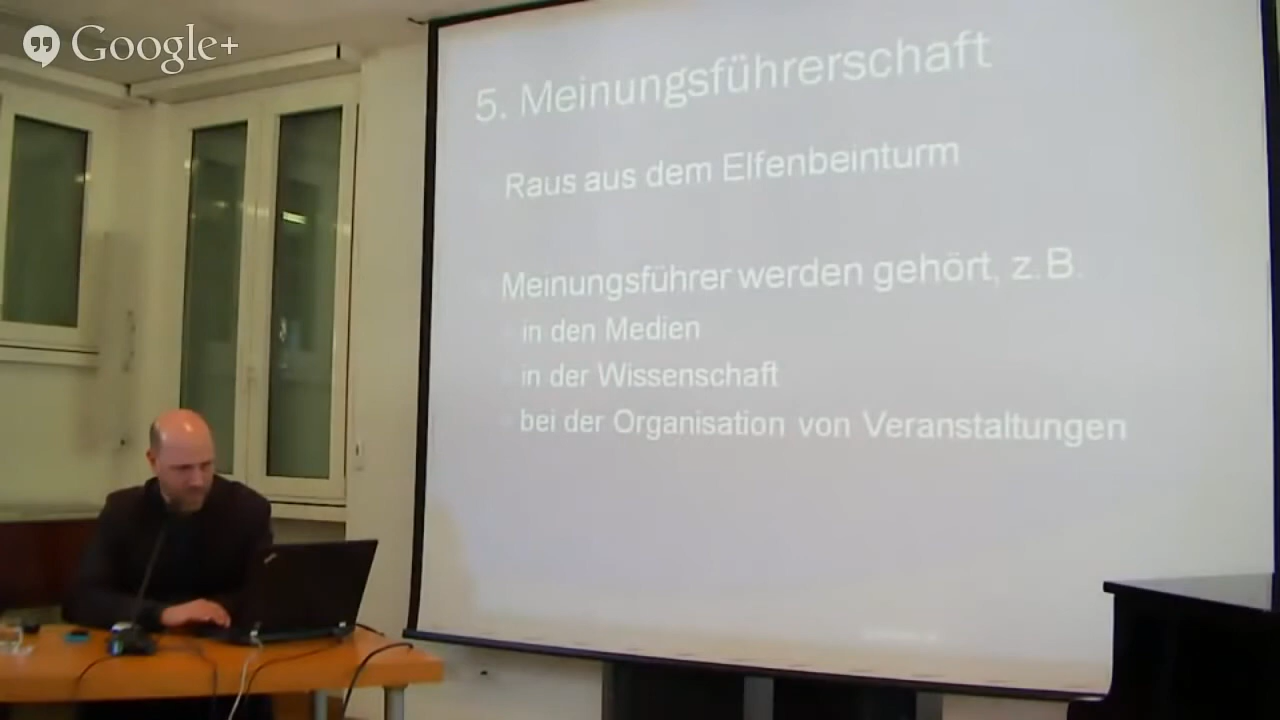 Google+
5. Meinungsführerschaft
Raus aus dem Elfenbeinturm
Meinungsführer werden gehört, z.B.
in den Medien
in der Wissenschaft
bei der Organisation von Veranstaltungen